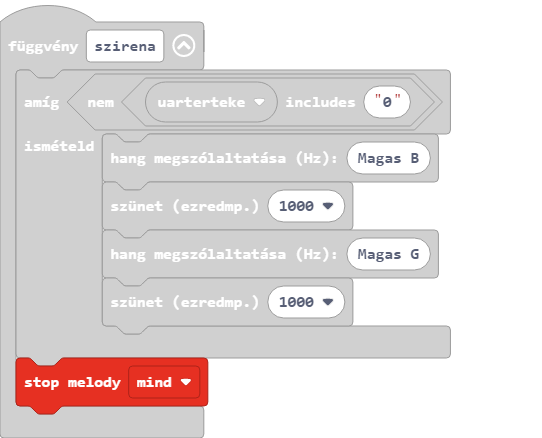 függvény szirena
amíg nem uarterteke includes "0"
ismételd
hang megszólaltatása (Hz): Magas B
szünet (ezredmp.) 1000
hang megszólaltatása (Hz): Magas G
szünet (ezredmp.) 1000
stop melody mind